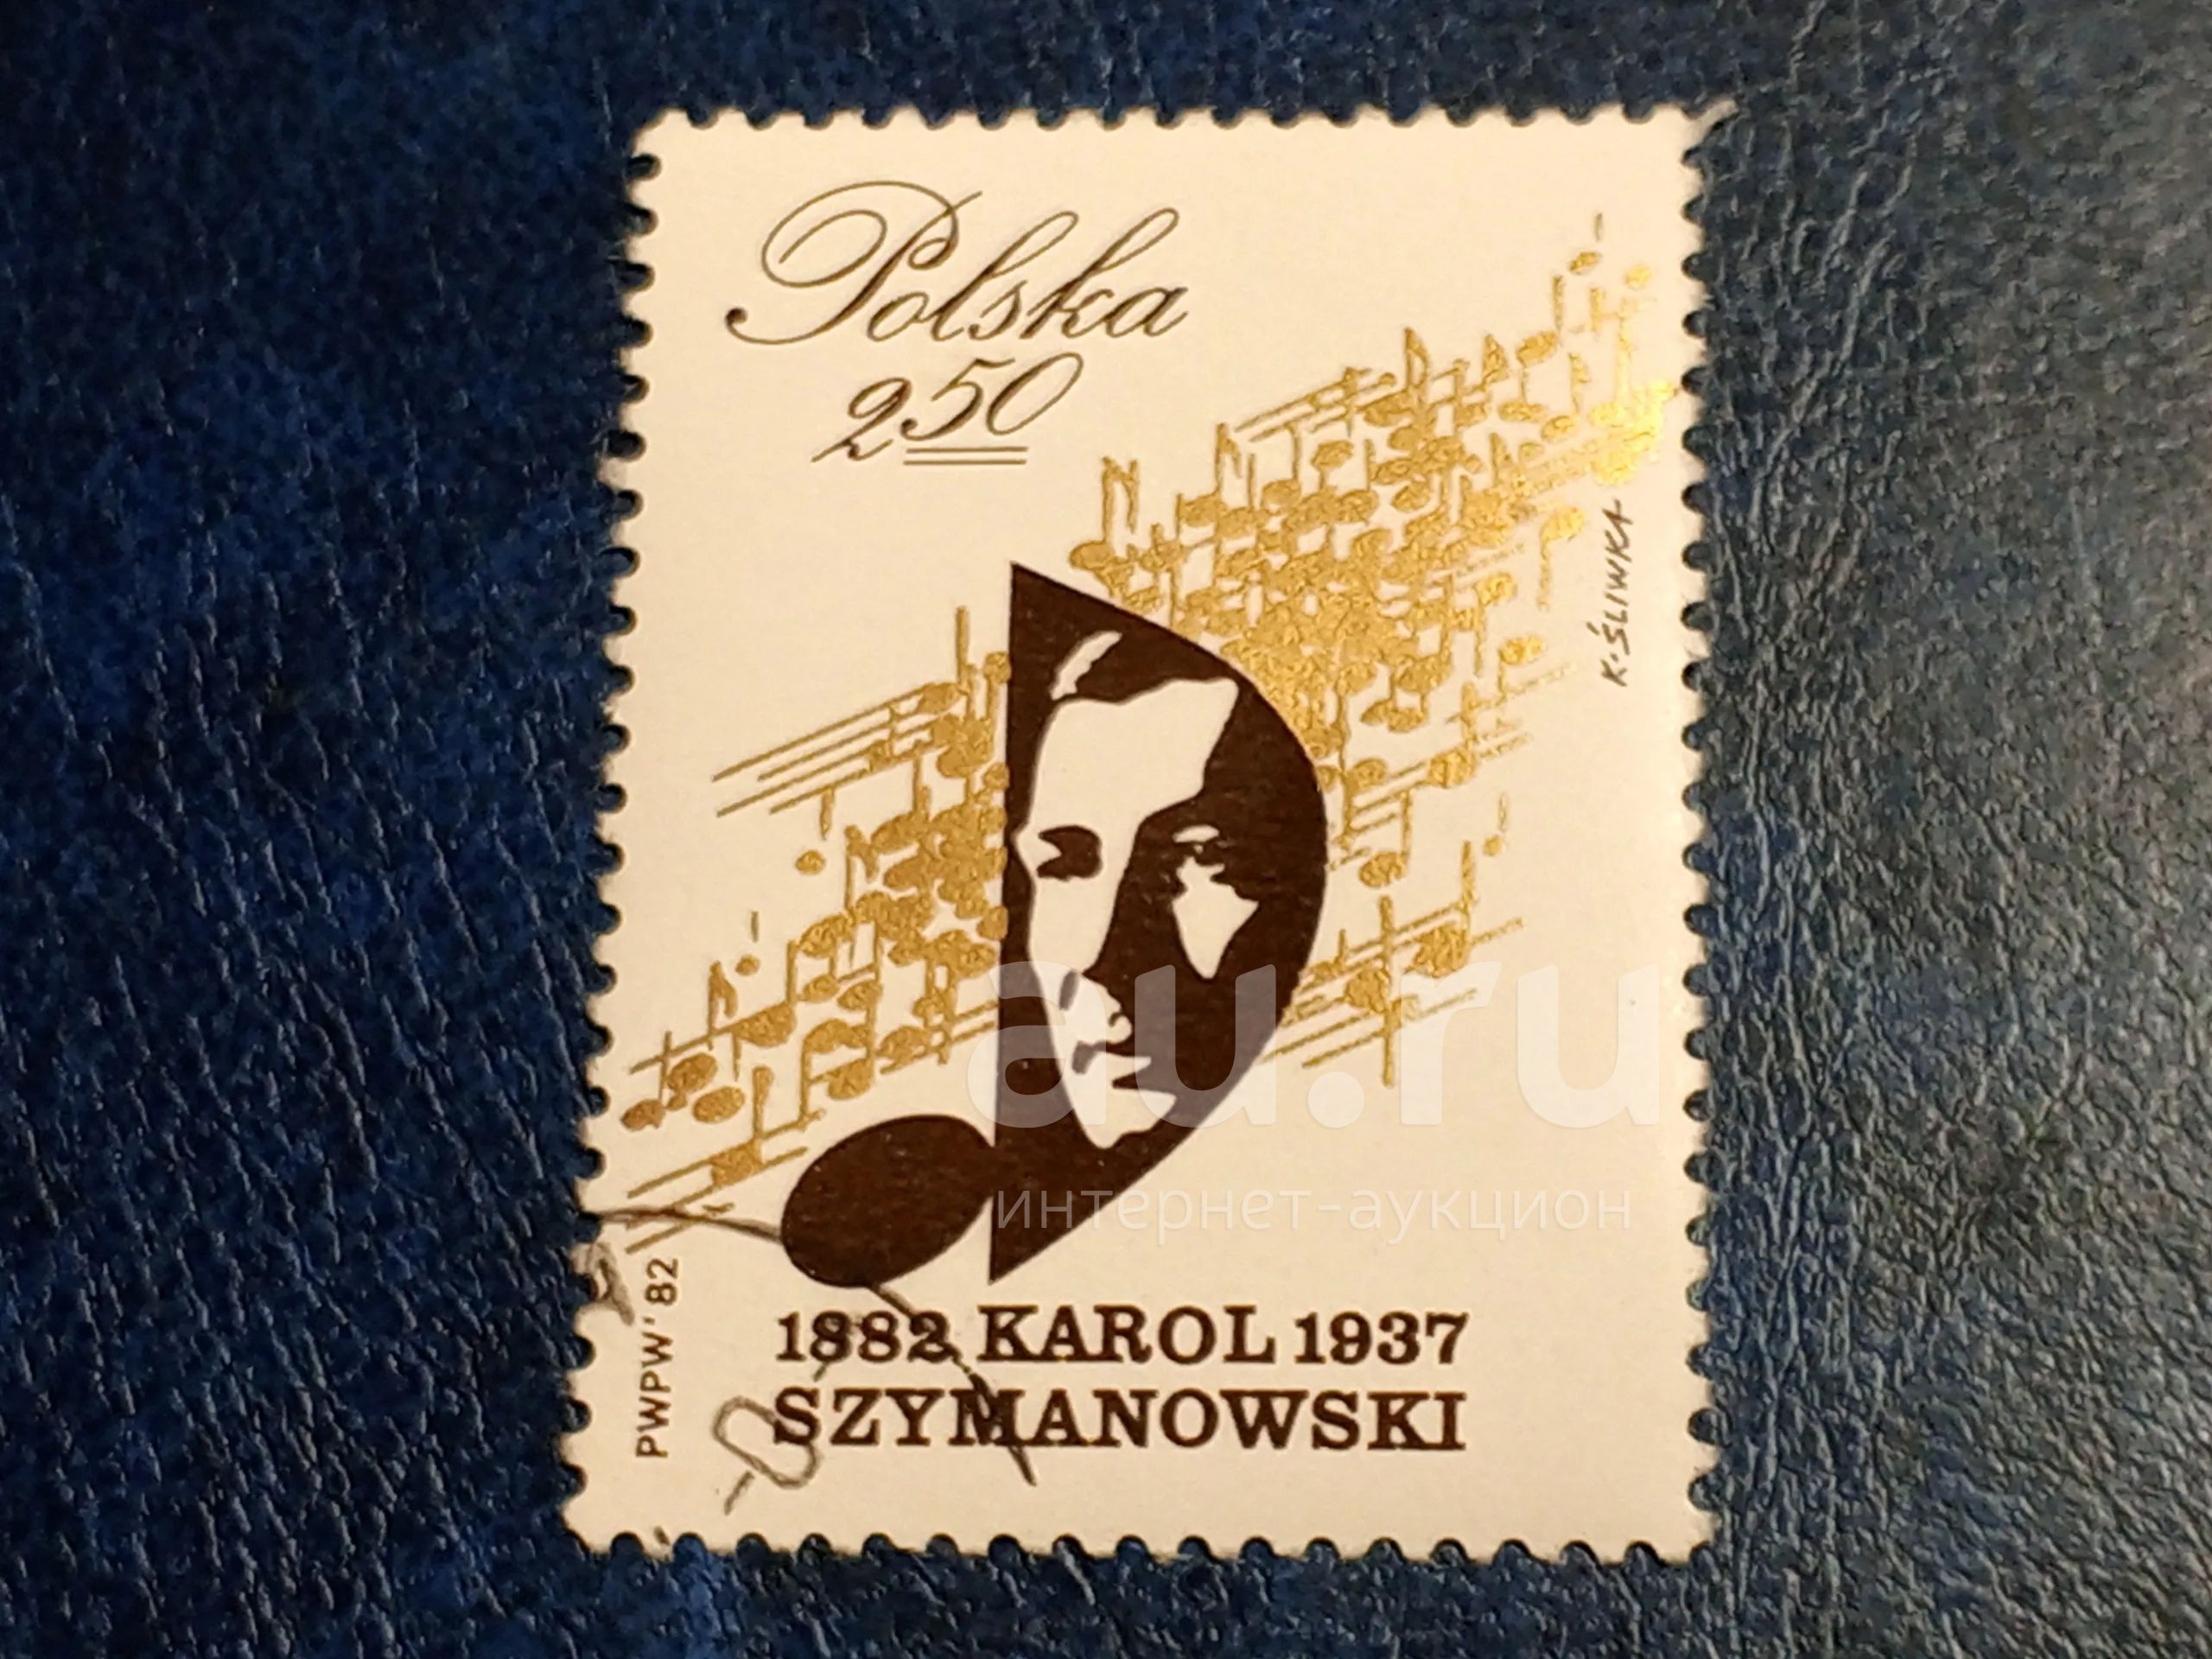 Polska
2 50
K. ŚLIWKA
au.ru
интернет-аукцион
PWPW' 82
1882 KAROL 1937
SZYMANOWSKI